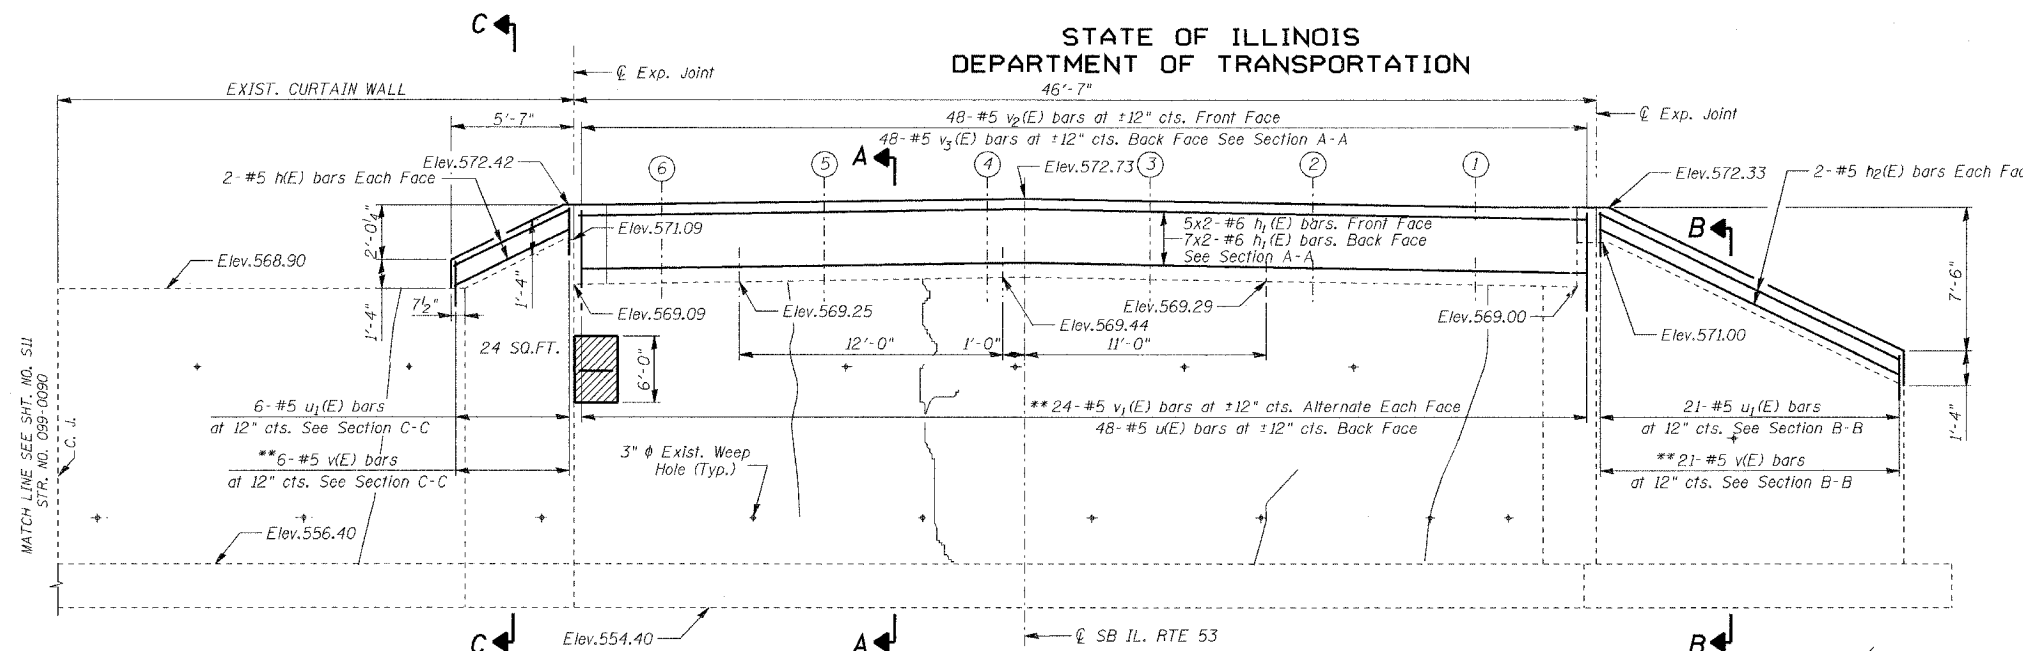 STATE OF ILLINOIS
DEPARTMENT OF TRANSPORTATION
C
℄ Exp. Joint
EXIST. CURTAIN WALL
46'-7"
℄ Exp. Joint
5'-7"
48-#5 v₂(E) bars at ±12" cts. Front Face
48-#5 v₃(E) bars at ±12" cts. Back Face See Section A-A
Elev.572.42
6
5
A
4
Elev.572.73
3
2
1
Elev.572.33
2-#5 h₂(E) bars Each
2-#5 h(E) bars Each Face
2'-0¼"
Elev.571.09
5x2-#6 h₁(E) bars. Front Face
7x2-#6 h₁(E) bars. Back Face
See Section A-A
B
7'-6"
Elev.568.90
1'-4"
7½"
1'-4"
Elev.569.09
Elev.569.25
Elev.569.44
Elev.569.29
Elev.569.00
Elev.571.00
24 SQ.FT.
6'-0"
12'-0"
1'-0"
11'-0"
1'-4"
MATCH LINE SEE SHT. NO. S11
STR. NO. 099-0090
C. J.
6-#5 u₁(E) bars
at 12" cts. See Section C-C
**24-#5 v₁(E) bars at ±12" cts. Alternate Each Face
48-#5 u(E) bars at ±12" cts. Back Face
21-#5 u₁(E) bars
at 12" cts. See Section B-B
**6-#5 v(E) bars
at 12" cts. See Section C-C
3" ϕ Exist. Weep
Hole (Typ.)
**21-#5 v(E) bars
at 12" cts. See Section B-B
Elev.556.40
C
Elev.554.40
A
℄ SB IL. RTE 53
B